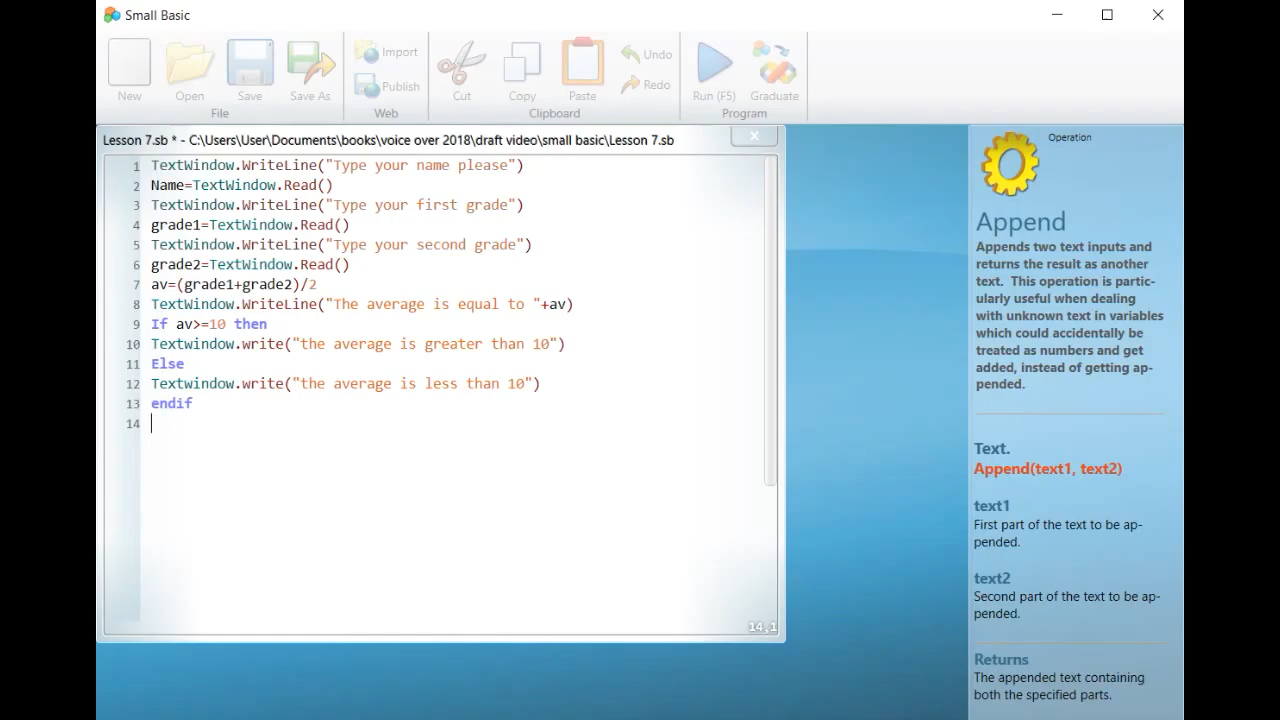 Small Basic
New
Open
Save
Save As
File
Import
Publish
Web
Cut
Copy
Paste
Undo
Redo
Clipboard
Run (F5)
Graduate
Program
Lesson 7.sb * - C:\Users\User\Documents\books\voice over 2018\draft video\small basic\Lesson 7.sb
1 TextWindow.WriteLine("Type your name please")
2 Name=TextWindow.Read()
3 TextWindow.WriteLine("Type your first grade")
4 grade1=TextWindow.Read()
5 TextWindow.WriteLine("Type your second grade")
6 grade2=TextWindow.Read()
7 av=(grade1+grade2)/2
8 TextWindow.WriteLine("The average is equal to "+av)
9 If av>=10 then
10 Textwindow.write("the average is greater than 10")
11 Else
12 Textwindow.write("the average is less than 10")
13 endif
14
14,1
Operation
Append
Appends two text inputs and
returns the result as another
text. This operation is partic-
ularly useful when dealing
with unknown text in variables
which could accidentally be
treated as numbers and get
added, instead of getting ap-
pended.
Text.
Append(text1, text2)
text1
First part of the text to be ap-
pended.
text2
Second part of the text to be ap-
pended.
Returns
The appended text containing
both the specified parts.